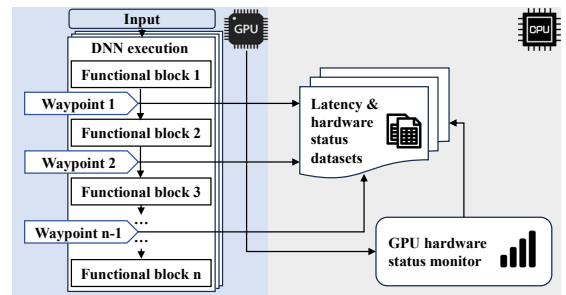 Input
GPU
CPU
DNN execution
Functional block 1
Waypoint 1
Functional block 2
Waypoint 2
Functional block 3
...
Waypoint n-1
...
Functional block n
Latency &
hardware
status
datasets
GPU hardware
status monitor